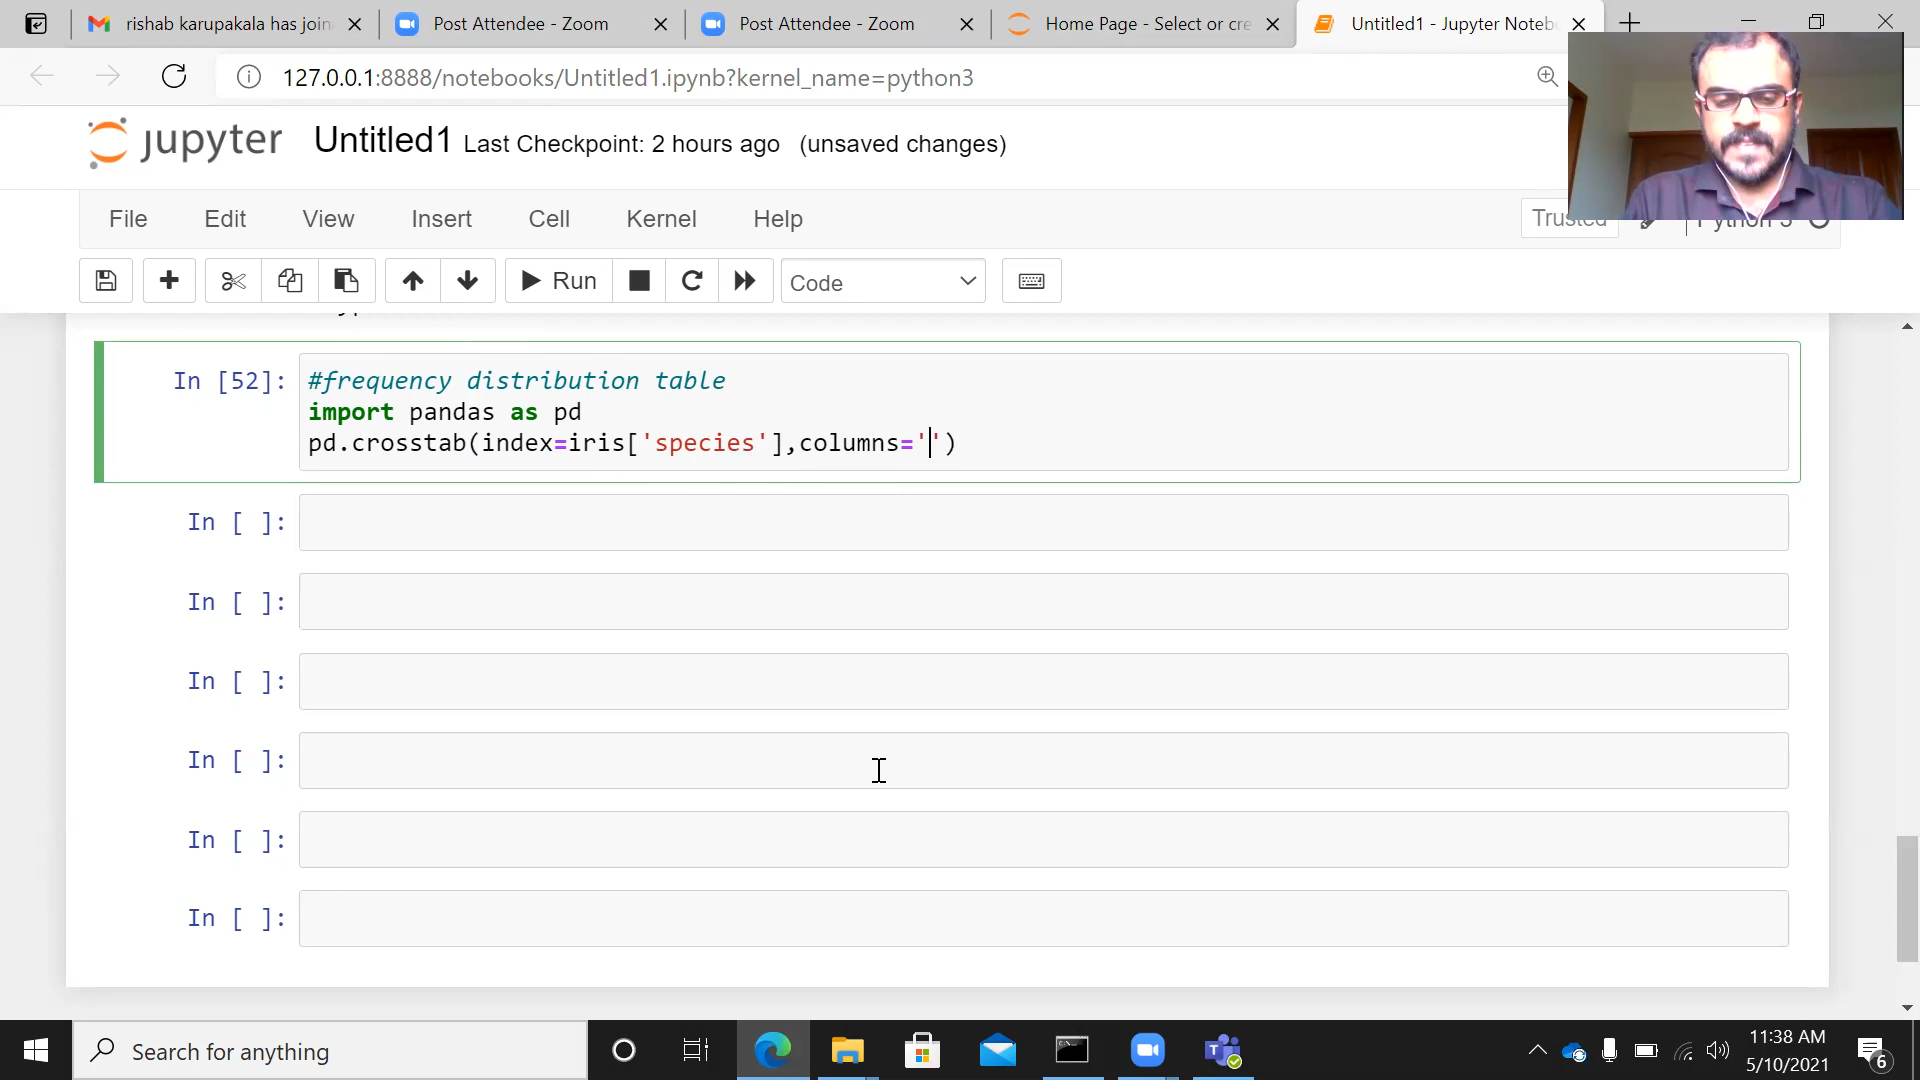 rishab karupakala has join
Post Attendee - Zoom
Post Attendee - Zoom
Home Page - Select or cre
Untitled1 - Jupyter Noteb
127.0.0.1:8888/notebooks/Untitled1.ipynb?kernel_name=python3
jupyter Untitled1 Last Checkpoint: 2 hours ago (unsaved changes)
File Edit View Insert Cell Kernel Help
Trusted
Python 3
Run
Code
In [52]: #frequency distribution table
import pandas as pd
pd.crosstab(index=iris['species'],columns='')
In [ ]:
In [ ]:
In [ ]:
In [ ]:
In [ ]:
In [ ]:
Search for anything
11:38 AM
5/10/2021
6